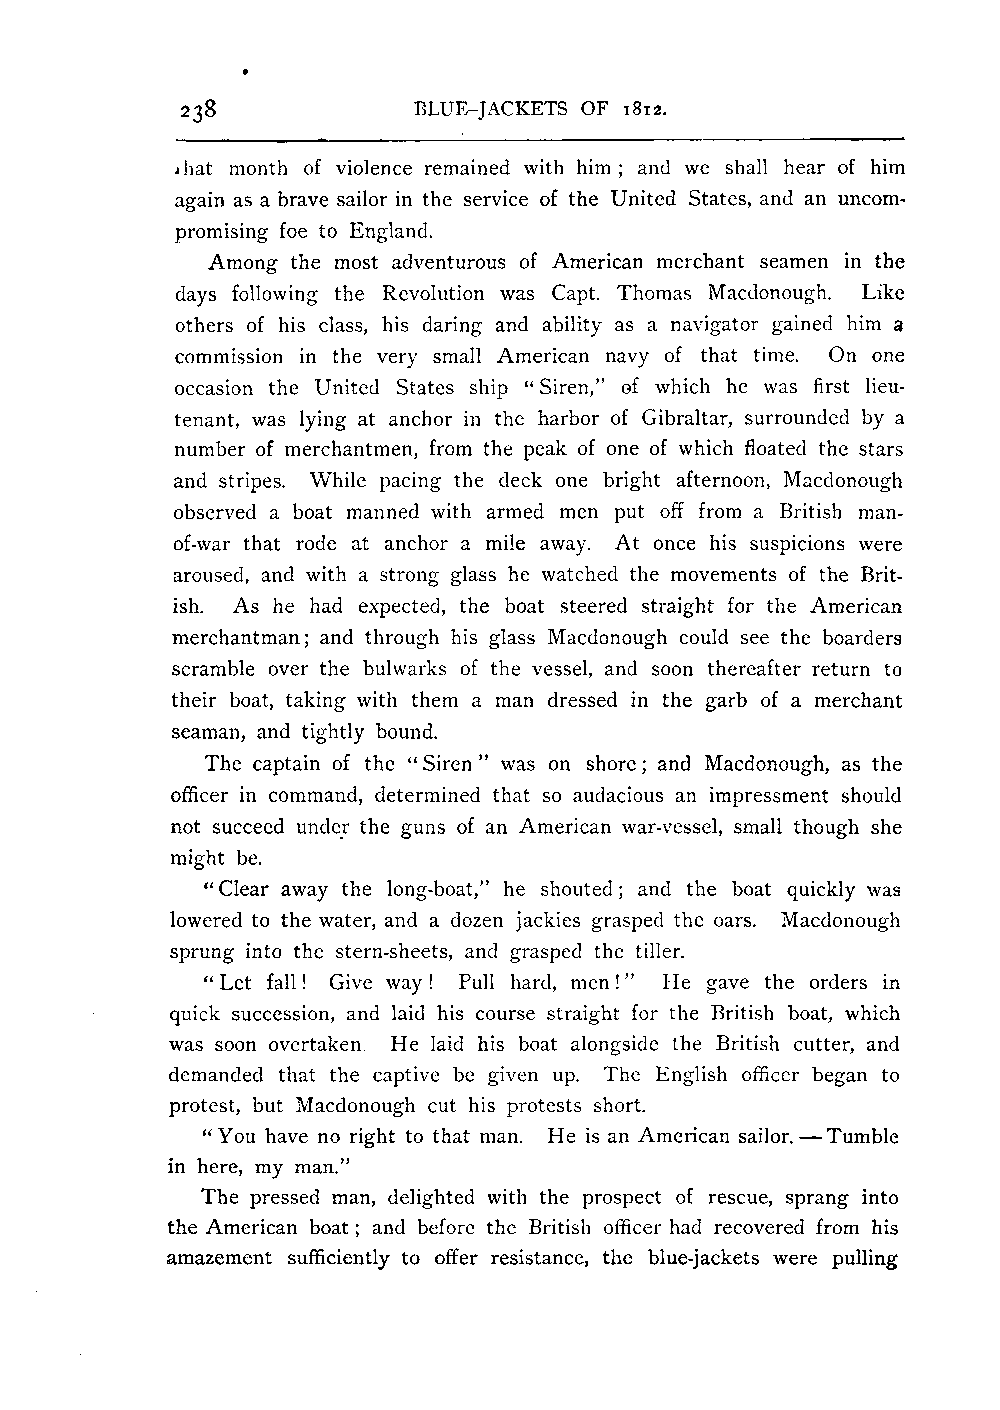 238 BLUE-JACKETS OF 1812.
that month of violence remained with him; and we shall hear of him
again as a brave sailor in the service of the United States, and an uncom-
promising foe to England.
Among the most adventurous of American merchant seamen in the
days following the Revolution was Capt. Thomas Macdonough. Like
others of his class, his daring and ability as a navigator gained him a
commission in the very small American navy of that time. On one
occasion the United States ship "Siren," of which he was first lieu-
tenant, was lying at anchor in the harbor of Gibraltar, surrounded by a
number of merchantmen, from the peak of one of which floated the stars
and stripes. While pacing the deck one bright afternoon, Macdonough
observed a boat manned with armed men put off from a British man-
of-war that rode at anchor a mile away. At once his suspicions were
aroused, and with a strong glass he watched the movements of the Brit-
ish. As he had expected, the boat steered straight for the American
merchantman; and through his glass Macdonough could see the boarders
scramble over the bulwarks of the vessel, and soon thereafter return to
their boat, taking with them a man dressed in the garb of a merchant
seaman, and tightly bound.
The captain of the "Siren" was on shore; and Macdonough, as the
officer in command, determined that so audacious an impressment should
not succeed under the guns of an American war-vessel, small though she
might be.
"Clear away the long-boat," he shouted; and the boat quickly was
lowered to the water, and a dozen jackies grasped the oars. Macdonough
sprung into the stern-sheets, and grasped the tiller.
"Let fall! Give way! Pull hard, men!" He gave the orders in
quick succession, and laid his course straight for the British boat, which
was soon overtaken. He laid his boat alongside the British cutter, and
demanded that the captive be given up. The English officer began to
protest, but Macdonough cut his protests short.
"You have no right to that man. He is an American sailor. — Tumble
in here, my man."
The pressed man, delighted with the prospect of rescue, sprang into
the American boat; and before the British officer had recovered from his
amazement sufficiently to offer resistance, the blue-jackets were pulling